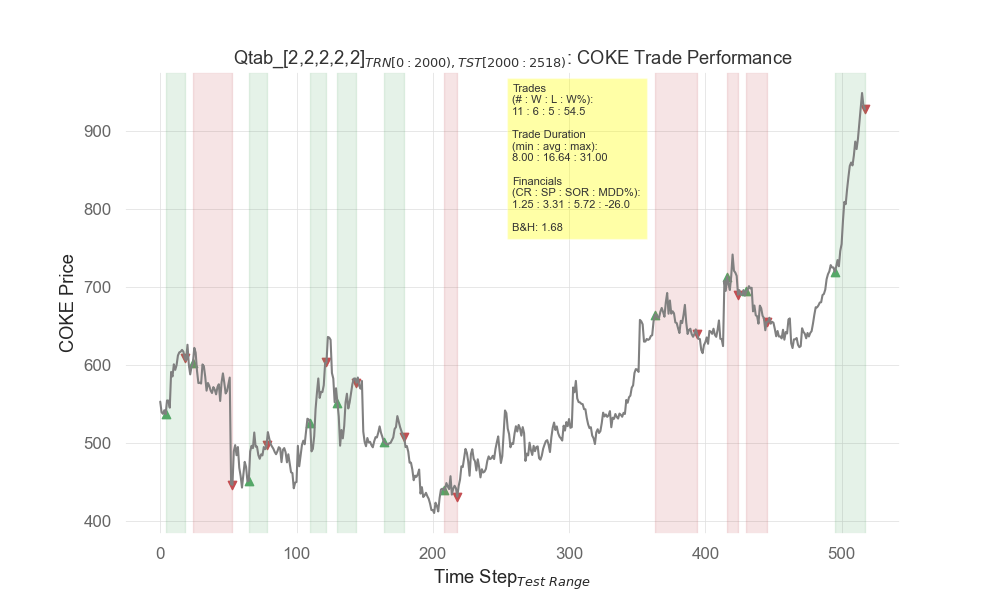 Qtab_[2,2,2,2,2]TRN[0 : 2000), TST[2000 : 2518) : COKE Trade Performance
Trades
(# : W : L : W%):
11 : 6 : 5 : 54.5
Trade Duration
(min : avg : max):
8.00 : 16.64 : 31.00
Financials
(CR : SP : SOR : MDD%):
1.25 : 3.31 : 5.72 : -26.0
B&H: 1.68
COKE Price
900
800
700
600
500
400
0 100 200 300 400 500
Time StepTest Range